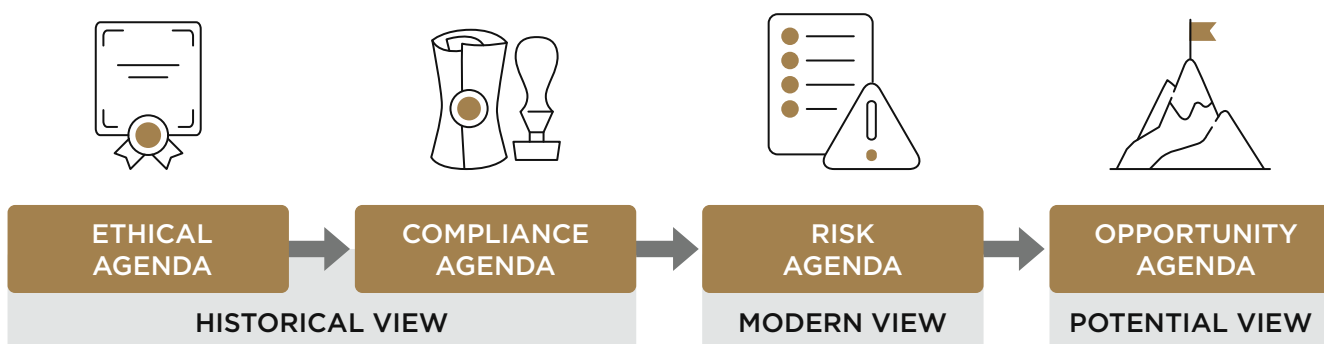 ETHICAL
AGENDA
COMPLIANCE
AGENDA
RISK
AGENDA
OPPORTUNITY
AGENDA
HISTORICAL VIEW
MODERN VIEW
POTENTIAL VIEW